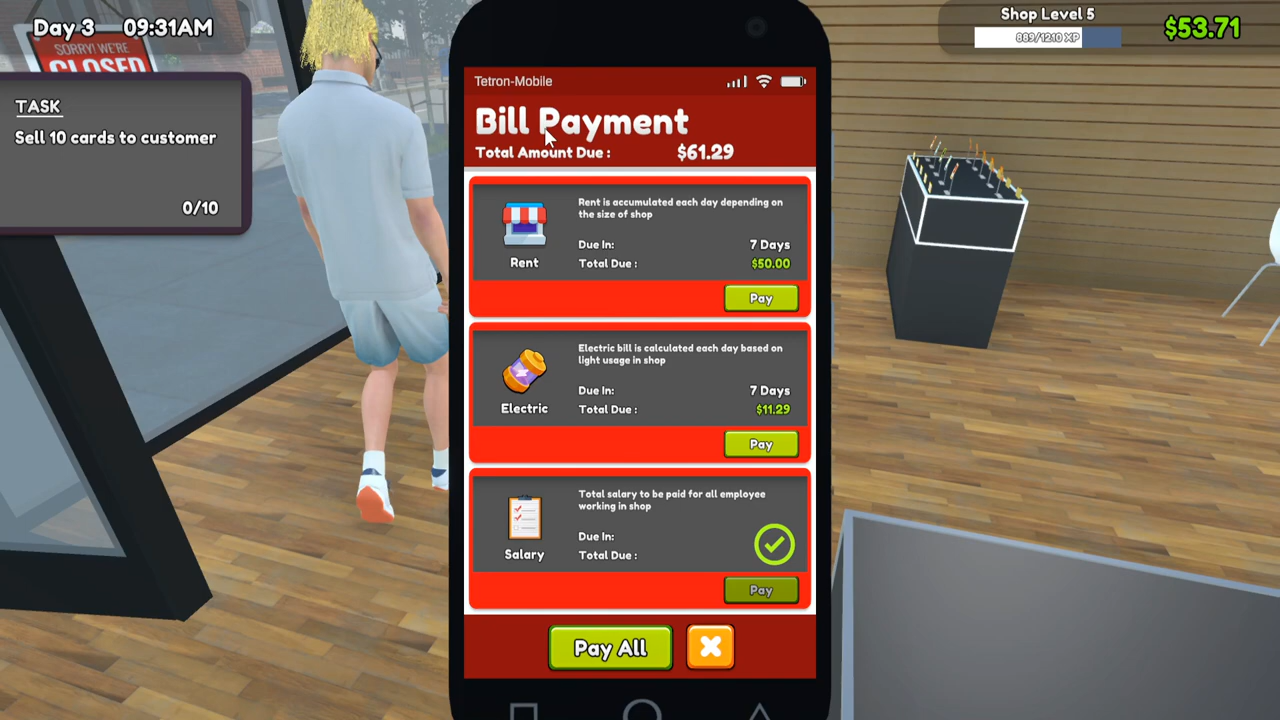 Day 3 09:31AM
SORRY! WE'RE
CLOSED
TASK
Sell 10 cards to customer
0/10
Tetron-Mobile
Bill Payment
Total Amount Due : $61.29
Rent is accumulated each day depending on
the size of shop
Rent
Due In: 7 Days
Total Due : $50.00
Pay
Electric bill is calculated each day based on
light usage in shop
Electric
Due In: 7 Days
Total Due : $11.29
Pay
Total salary to be paid for all employee
working in shop
Salary
Due In:
Total Due :
Pay
Pay All
Shop Level 5
889/1210 XP
$53.71